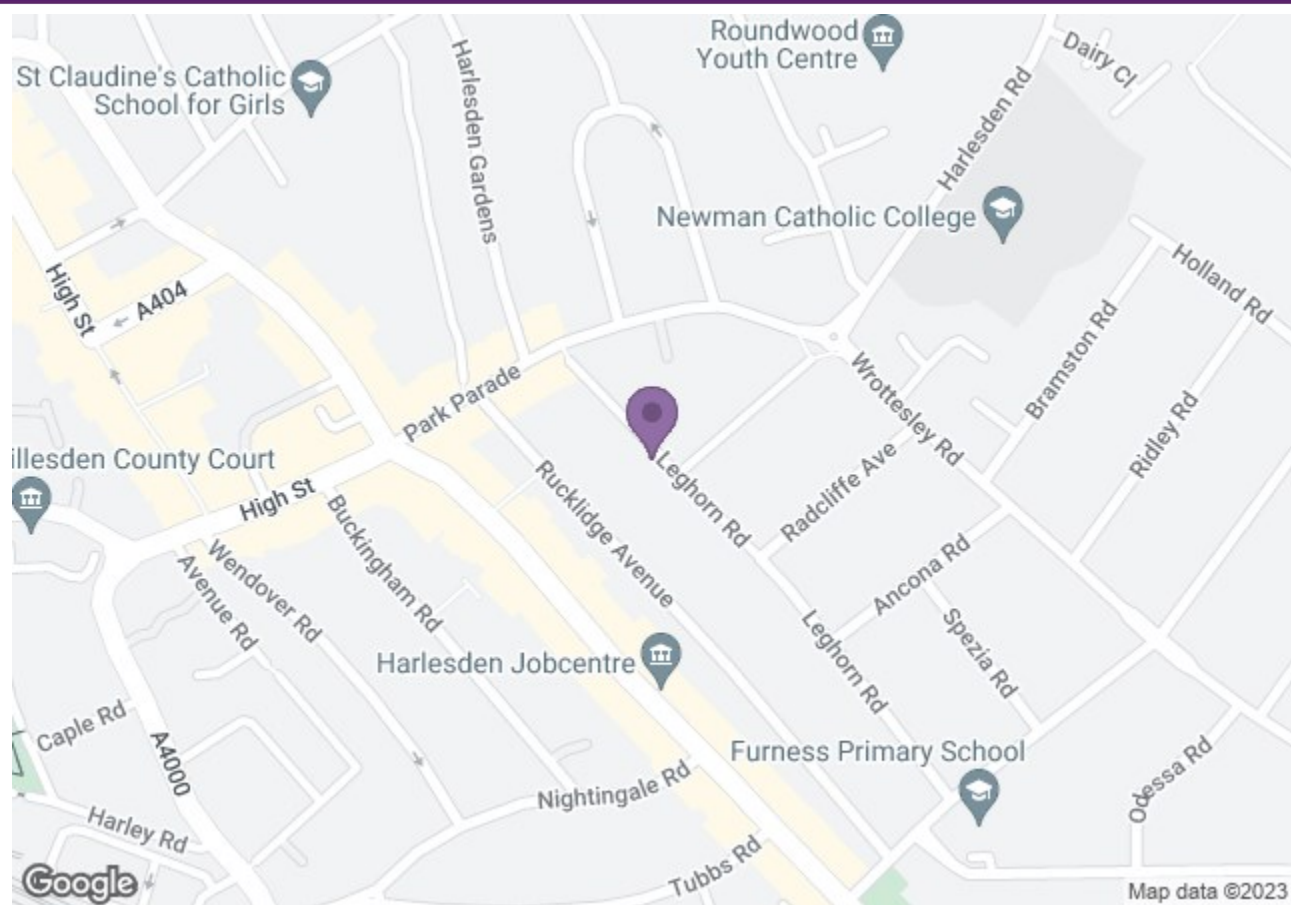 Roundwood
Youth Centre
Dairy Cl
St Claudine's Catholic
School for Girls
Harlesden Gardens
Harlesden Rd
Newman Catholic College
Holland Rd
High St
A404
Bramston Rd
Park Parade
Wrottesley Rd
Ridley Rd
illesden County Court
High St
Leghorn Rd
Radcliffe Ave
Rucklidge Avenue
Buckingham Rd
Wendover Rd
Avenue Rd
Ancona Rd
Spezia Rd
Leghorn Rd
Harlesden Jobcentre
Caple Rd
A4000
Furness Primary School
Odessa Rd
Nightingale Rd
Harley Rd
Tubbs Rd
Google
Map data ©2023